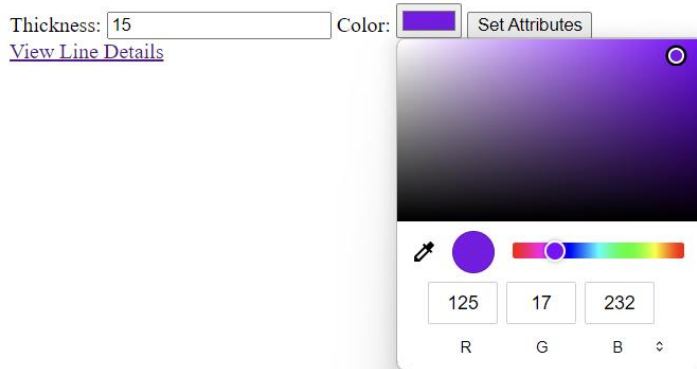 Thickness: 15 Color: Set Attributes
View Line Details
125 17 232
R G B